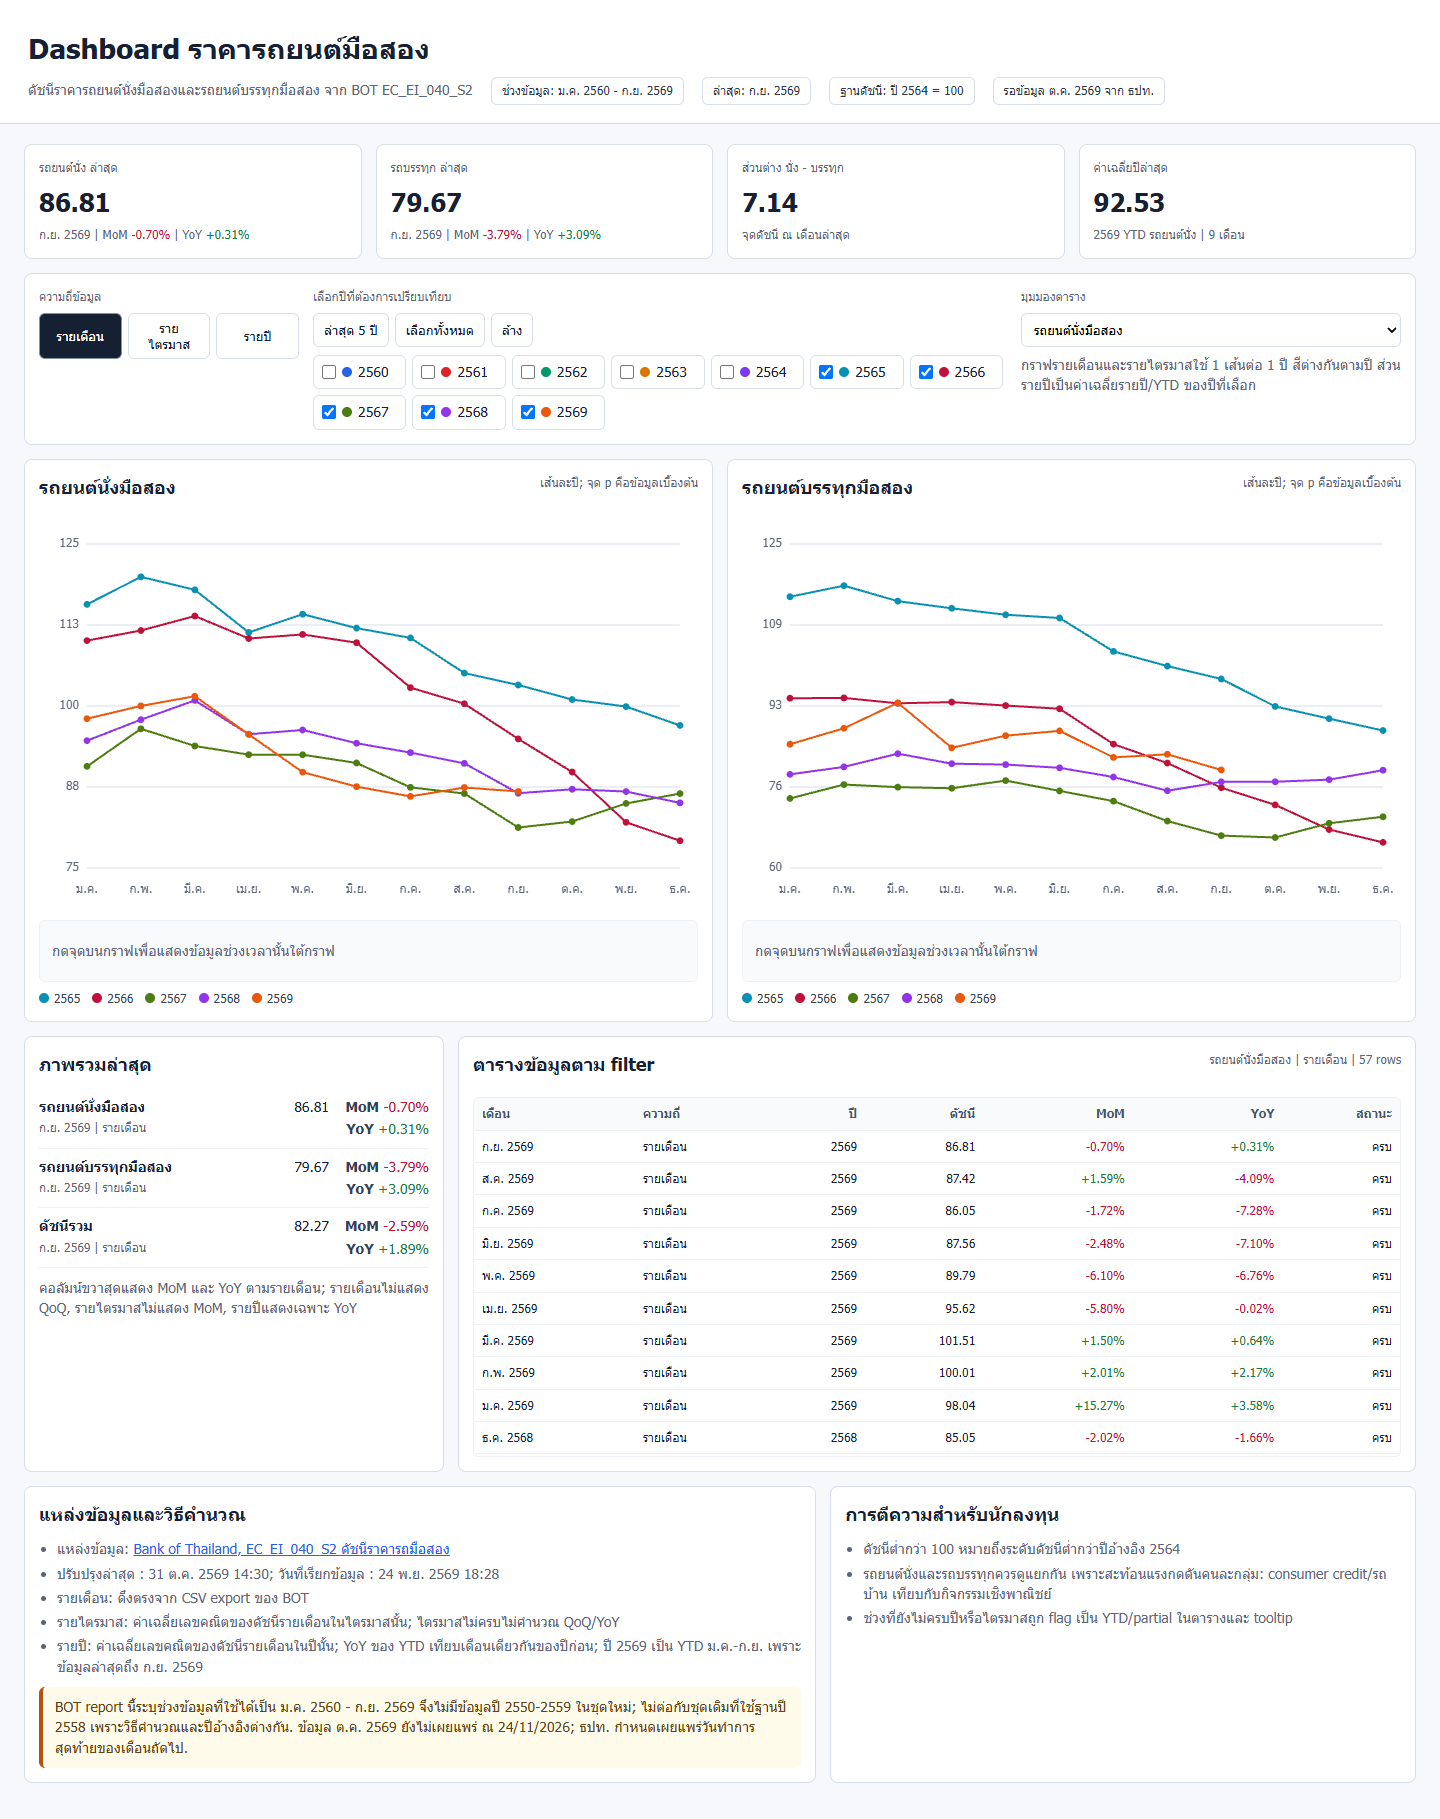 Dashboard ราคารถยนต์มือสอง
ดัชนีราคารถยนต์นั่งมือสองและรถยนต์บรรทุกมือสอง จาก BOT EC_EI_040_S2
ช่วงข้อมูล: ม.ค. 2560 - ก.ย. 2569
ล่าสุด: ก.ย. 2569
ฐานดัชนี: ปี 2564 = 100
รอข้อมูล ต.ค. 2569 จาก ธปท.
รถยนต์นั่ง ล่าสุด
86.81
ก.ย. 2569 | MoM -0.70% | YoY +0.31%
รถบรรทุก ล่าสุด
79.67
ก.ย. 2569 | MoM -3.79% | YoY +3.09%
ส่วนต่าง นั่ง - บรรทุก
7.14
จุดดัชนี ณ เดือนล่าสุด
ค่าเฉลี่ยปีล่าสุด
92.53
2569 YTD รถยนต์นั่ง | 9 เดือน
ความถี่ข้อมูล
รายเดือน
ราย
ไตรมาส
รายปี
เลือกปีที่ต้องการเปรียบเทียบ
ล่าสุด 5 ปี
เลือกทั้งหมด
ล้าง
2560
2561
2562
2563
2564
2565
2566
2567
2568
2569
มุมมองตาราง
รถยนต์นั่งมือสอง
กราฟรายเดือนและรายไตรมาสใช้ 1 เส้นต่อ 1 ปี สีต่างกันตามปี ส่วน
รายปีเป็นค่าเฉลี่ยรายปี/YTD ของปีที่เลือก
รถยนต์นั่งมือสอง
เส้นละปี; จุด p คือข้อมูลเบื้องต้น
125
113
100
88
75
ม.ค. ก.พ. มี.ค. เม.ย. พ.ค. มิ.ย. ก.ค. ส.ค. ก.ย. ต.ค. พ.ย. ธ.ค.
กดจุดบนกราฟเพื่อแสดงข้อมูลช่วงเวลานั้นใต้กราฟ
2565 2566 2567 2568 2569
รถยนต์บรรทุกมือสอง
เส้นละปี; จุด p คือข้อมูลเบื้องต้น
125
109
93
76
60
ม.ค. ก.พ. มี.ค. เม.ย. พ.ค. มิ.ย. ก.ค. ส.ค. ก.ย. ต.ค. พ.ย. ธ.ค.
กดจุดบนกราฟเพื่อแสดงข้อมูลช่วงเวลานั้นใต้กราฟ
2565 2566 2567 2568 2569
ภาพรวมล่าสุด
รถยนต์นั่งมือสอง 86.81 MoM -0.70%
ก.ย. 2569 | รายเดือน YoY +0.31%
รถยนต์บรรทุกมือสอง 79.67 MoM -3.79%
ก.ย. 2569 | รายเดือน YoY +3.09%
ดัชนีรวม 82.27 MoM -2.59%
ก.ย. 2569 | รายเดือน YoY +1.89%
คอลัมน์ขวาสุดแสดง MoM และ YoY ตามรายเดือน; รายเดือนไม่แสดง
QoQ, รายไตรมาสไม่แสดง MoM, รายปีแสดงเฉพาะ YoY
ตารางข้อมูลตาม filter
รถยนต์นั่งมือสอง | รายเดือน | 57 rows
เดือน ความถี่ ปี ดัชนี MoM YoY สถานะ
ก.ย. 2569 รายเดือน 2569 86.81 -0.70% +0.31% ครบ
ส.ค. 2569 รายเดือน 2569 87.42 +1.59% -4.09% ครบ
ก.ค. 2569 รายเดือน 2569 86.05 -1.72% -7.28% ครบ
มิ.ย. 2569 รายเดือน 2569 87.56 -2.48% -7.10% ครบ
พ.ค. 2569 รายเดือน 2569 89.79 -6.10% -6.76% ครบ
เม.ย. 2569 รายเดือน 2569 95.62 -5.80% -0.02% ครบ
มี.ค. 2569 รายเดือน 2569 101.51 +1.50% +0.64% ครบ
ก.พ. 2569 รายเดือน 2569 100.01 +2.01% +2.17% ครบ
ม.ค. 2569 รายเดือน 2569 98.04 +15.27% +3.58% ครบ
ธ.ค. 2568 รายเดือน 2568 85.05 -2.02% -1.66% ครบ
แหล่งข้อมูลและวิธีคำนวณ
แหล่งข้อมูล: Bank of Thailand, EC_EI_040_S2 ดัชนีราคารถมือสอง
ปรับปรุงล่าสุด : 31 ต.ค. 2569 14:30; วันที่เรียกข้อมูล : 24 พ.ย. 2569 18:28
รายเดือน: ดึงตรงจาก CSV export ของ BOT
รายไตรมาส: ค่าเฉลี่ยเลขคณิตของดัชนีรายเดือนในไตรมาสนั้น; ไตรมาสไม่ครบไม่คำนวณ QoQ/YoY
รายปี: ค่าเฉลี่ยเลขคณิตของดัชนีรายเดือนในปีนั้น; YoY ของ YTD เทียบเดือนเดียวกันของปีก่อน; ปี 2569 เป็น YTD ม.ค.-ก.ย. เพราะ
ข้อมูลล่าสุดถึง ก.ย. 2569
BOT report นี้ระบุช่วงข้อมูลที่ใช้ได้เป็น ม.ค. 2560 - ก.ย. 2569 จึงไม่มีข้อมูลปี 2550-2559 ในชุดใหม่; ไม่ต่อกับชุดเดิมที่ใช้ฐานปี
2558 เพราะวิธีคำนวณและปีอ้างอิงต่างกัน. ข้อมูล ต.ค. 2569 ยังไม่เผยแพร่ ณ 24/11/2026; ธปท. กำหนดเผยแพร่วันทำการ
สุดท้ายของเดือนถัดไป.
การตีความสำหรับนักลงทุน
ดัชนีต่ำกว่า 100 หมายถึงระดับดัชนีต่ำกว่าปีอ้างอิง 2564
รถยนต์นั่งและรถบรรทุกควรดูแยกกัน เพราะสะท้อนแรงกดดันคนละกลุ่ม: consumer credit/รถ
บ้าน เทียบกับกิจกรรมเชิงพาณิชย์
ช่วงที่ยังไม่ครบปีหรือไตรมาสถูก flag เป็น YTD/partial ในตารางและ tooltip